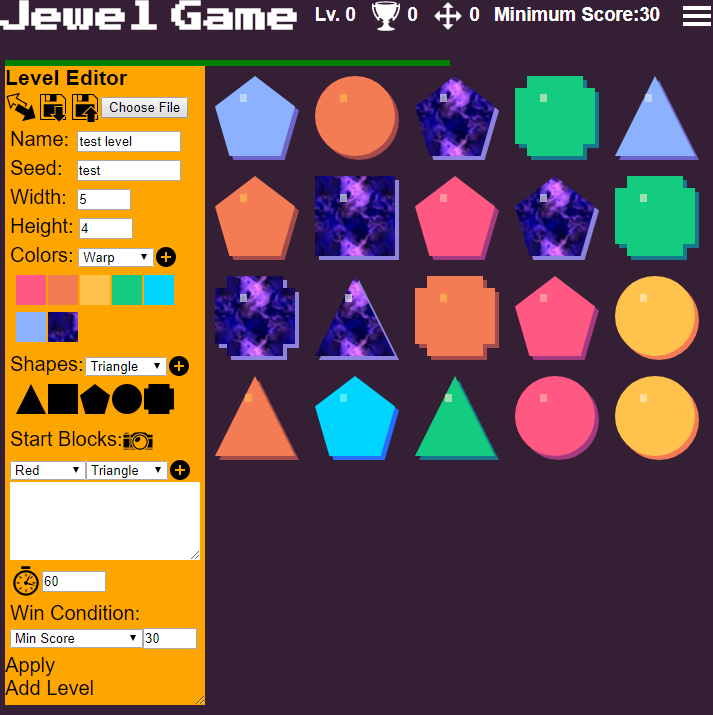 Jewel Game Lv. 0 0 0 Minimum Score:30
Level Editor
Choose File
Name: test level
Seed: test
Width: 5
Height: 4
Colors: Warp
Shapes: Triangle
Start Blocks:
Red Triangle
60
Win Condition:
Min Score 30
Apply
Add Level